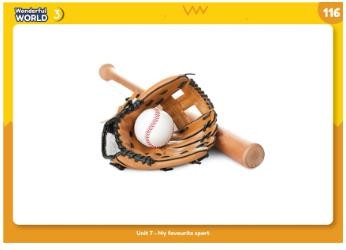 Wonderful
WORLD 3
116
Unit 7 - My favourite sport